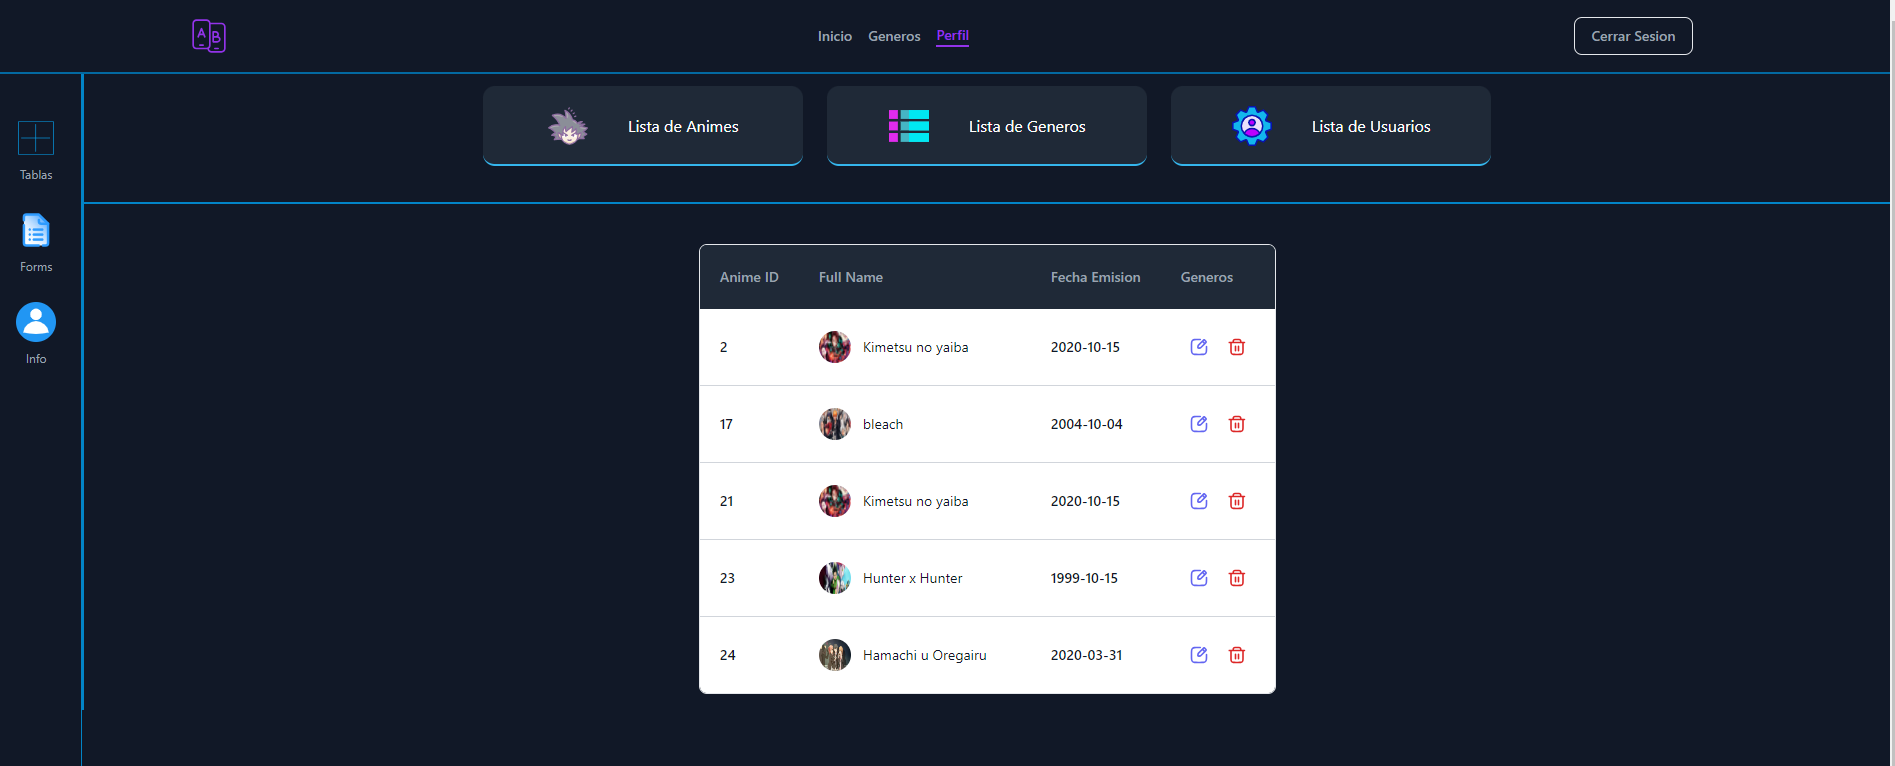 A B
Inicio Generos Perfil
Cerrar Sesion
Tablas
Forms
Info
Lista de Animes
Lista de Generos
Lista de Usuarios
Anime ID Full Name Fecha Emision Generos
2 Kimetsu no yaiba 2020-10-15
17 bleach 2004-10-04
21 Kimetsu no yaiba 2020-10-15
23 Hunter x Hunter 1999-10-15
24 Hamachi u Oregairu 2020-03-31